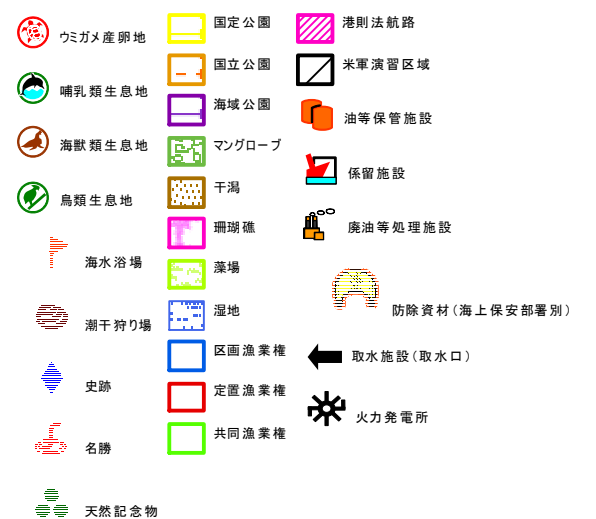 ウミガメ産卵地
哺乳類生息地
海獣類生息地
鳥類生息地
海水浴場
潮干狩り場
史跡
名勝
天然記念物
国定公園
国立公園
海域公園
マングローブ
干潟
珊瑚礁
藻場
湿地
区画漁業権
定置漁業権
共同漁業権
港則法航路
米軍演習区域
油等保管施設
係留施設
廃油等処理施設
防除資材(海上保安部署別)
取水施設(取水口)
火力発電所